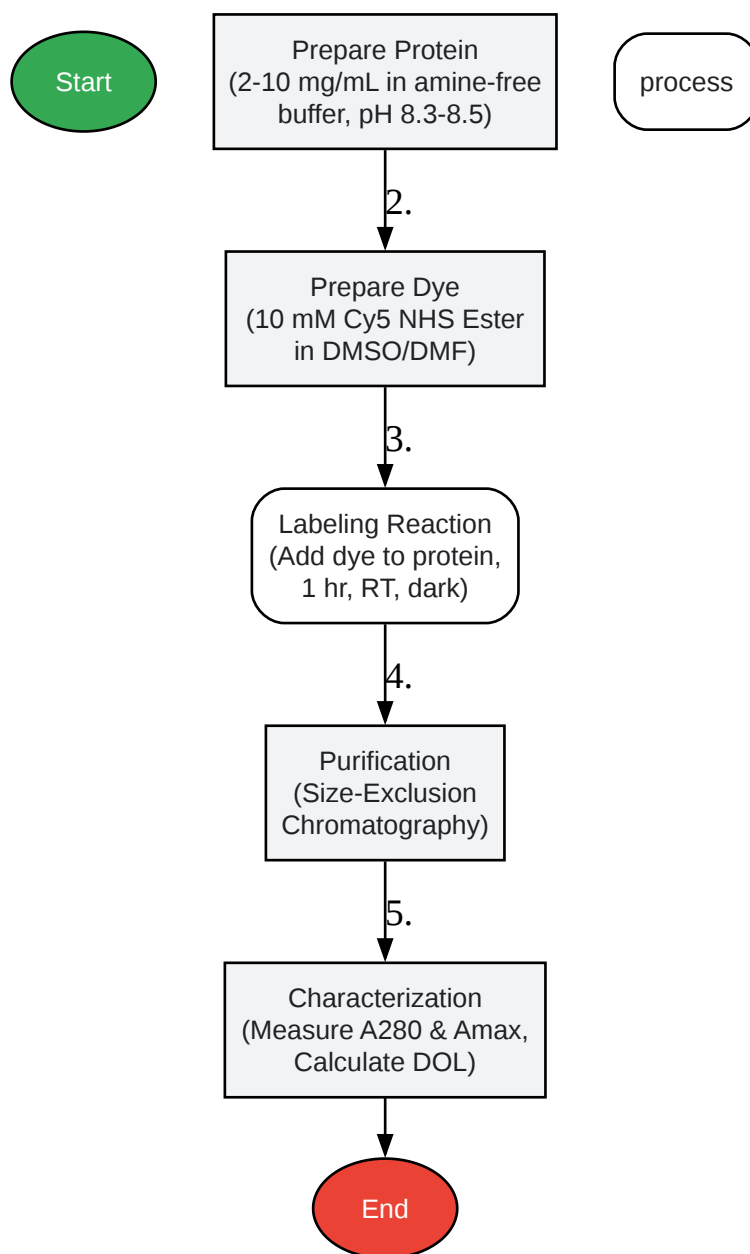 Start
Prepare Protein
(2-10 mg/mL in amine-free
buffer, pH 8.3-8.5)
process
2.
Prepare Dye
(10 mM Cy5 NHS Ester
in DMSO/DMF)
3.
Labeling Reaction
(Add dye to protein,
1 hr, RT, dark)
4.
Purification
(Size-Exclusion
Chromatography)
5.
Characterization
(Measure A280 & Amax,
Calculate DOL)
End